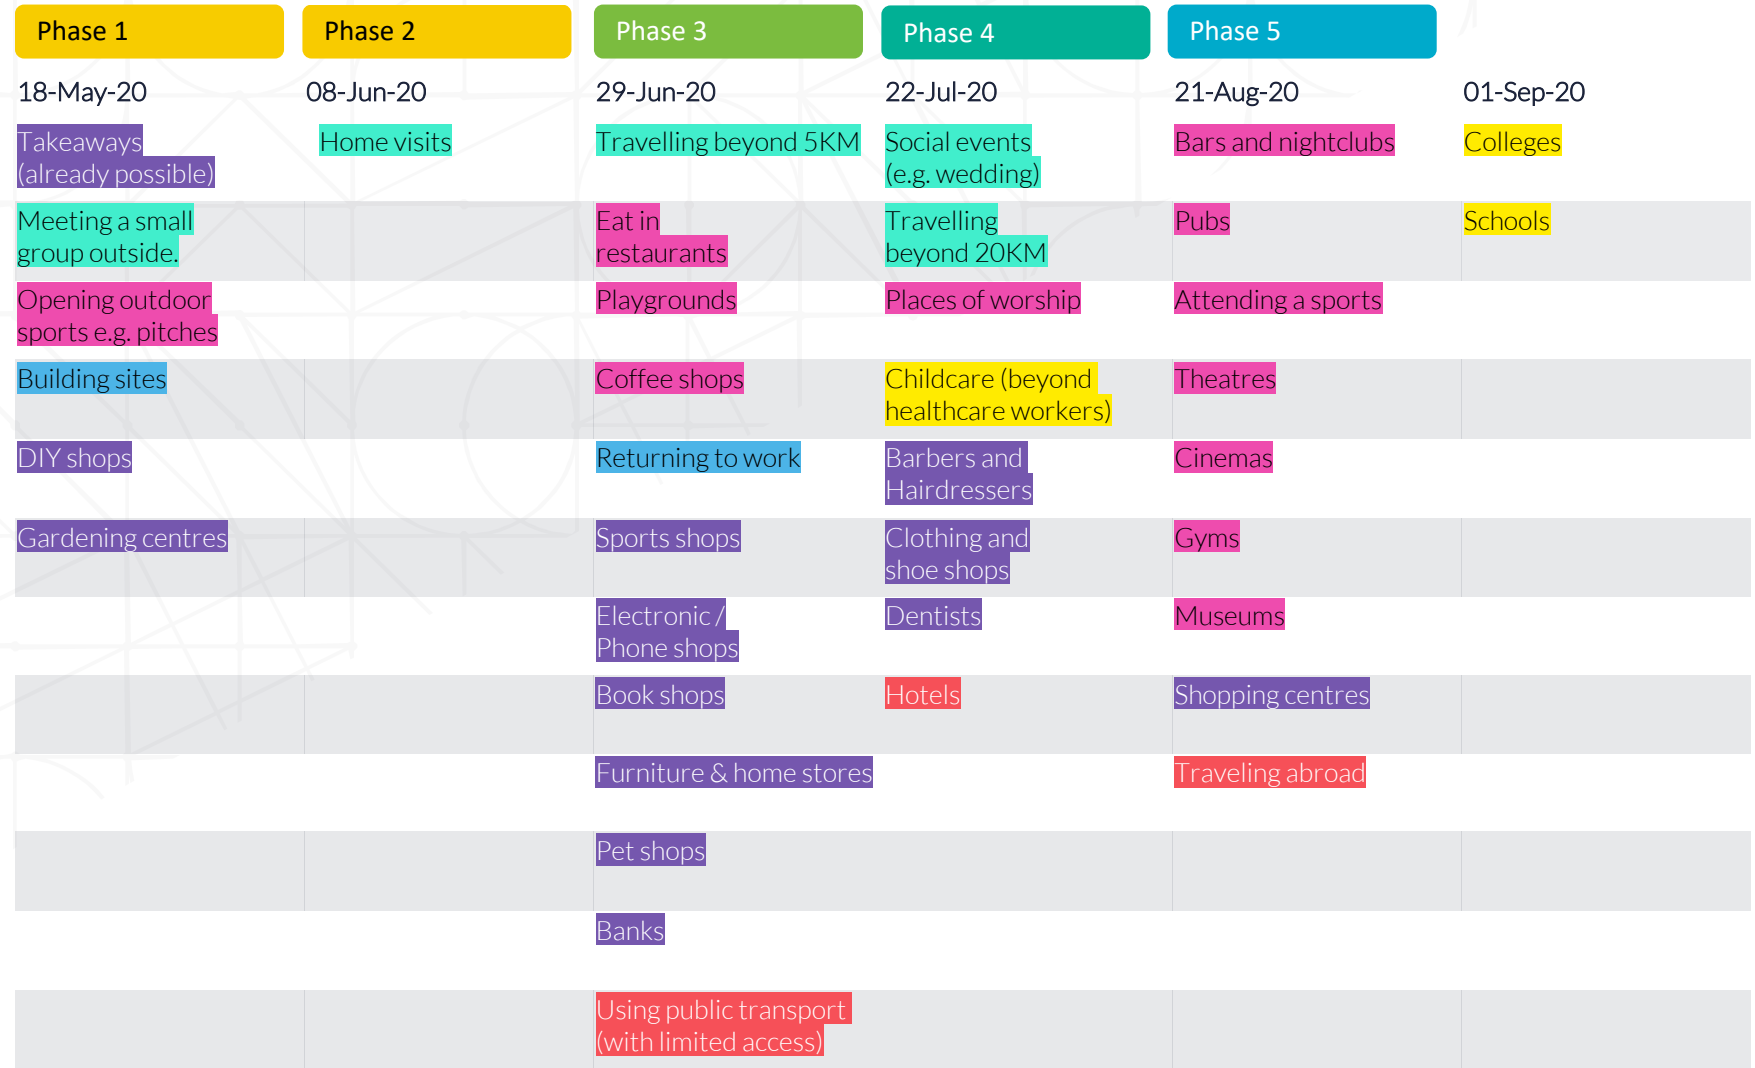 Phase 1
Phase 2
Phase 3
Phase 4
Phase 5
18-May-20
08-Jun-20
29-Jun-20
22-Jul-20
21-Aug-20
01-Sep-20
Takeaways
(already possible)
Home visits
Travelling beyond 5KM
Social events
(e.g. wedding)
Bars and nightclubs
Colleges
Meeting a small
group outside.
Eat in
restaurants
Travelling
beyond 20KM
Pubs
Schools
Opening outdoor
sports e.g. pitches
Playgrounds
Places of worship
Attending a sports
Building sites
Coffee shops
Childcare (beyond
healthcare workers)
Theatres
DIY shops
Returning to work
Barbers and
Hairdressers
Cinemas
Gardening centres
Sports shops
Clothing and
shoe shops
Gyms
Electronic /
Phone shops
Dentists
Museums
Book shops
Hotels
Shopping centres
Furniture & home stores
Traveling abroad
Pet shops
Banks
Using public transport
(with limited access)